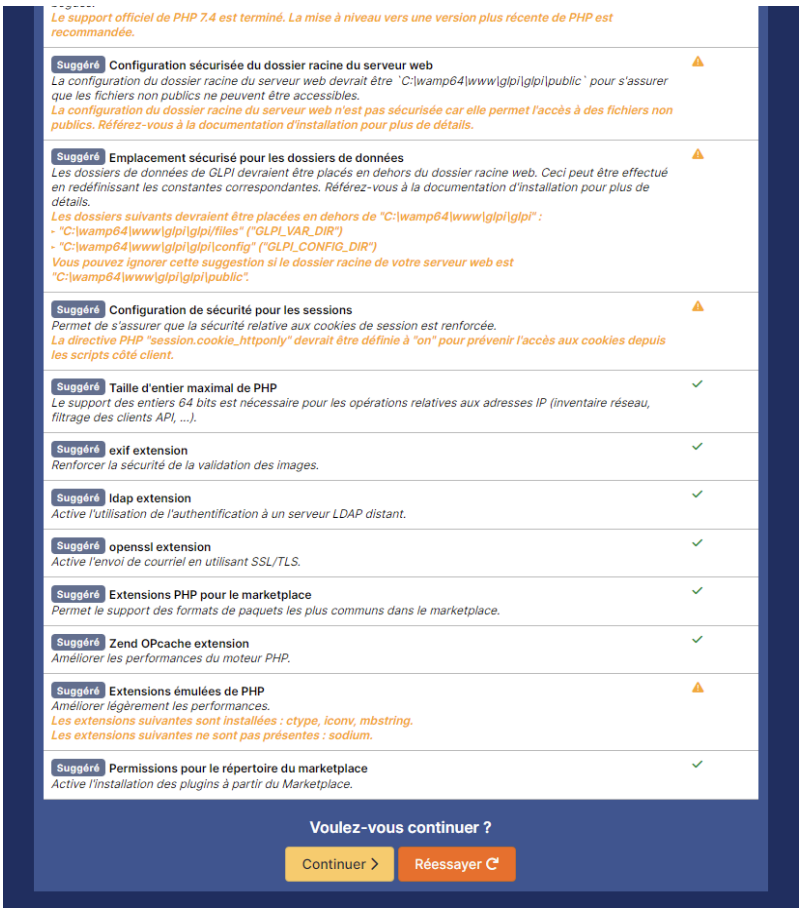 Le support officiel de PHP 7.4 est terminé. La mise à niveau vers une version plus récente de PHP est
recommandée.
Suggéré Configuration sécurisée du dossier racine du serveur web
La configuration du dossier racine du serveur web devrait être `C:\wamp64\www\glpi\glpi\public` pour s'assurer
que les fichiers non publics ne peuvent être accessibles.
La configuration du dossier racine du serveur web n'est pas sécurisée car elle permet l'accès à des fichiers non
publics. Référez-vous à la documentation d'installation pour plus de détails.
Suggéré Emplacement sécurisé pour les dossiers de données
Les dossiers de données de GLPI devraient être placés en dehors du dossier racine web. Ceci peut être effectué
en redéfinissant les constantes correspondantes. Référez-vous à la documentation d'installation pour plus de
détails.
Les dossiers suivants devraient être placées en dehors de "C:\wamp64\www\glpi\glpi" :
‣ "C:\wamp64\www\glpi\glpi/files" ("GLPI_VAR_DIR")
‣ "C:\wamp64\www\glpi\glpi\config" ("GLPI_CONFIG_DIR")
Vous pouvez ignorer cette suggestion si le dossier racine de votre serveur web est
"C:\wamp64\www\glpi\glpi\public".
Suggéré Configuration de sécurité pour les sessions
Permet de s'assurer que la sécurité relative aux cookies de session est renforcée.
La directive PHP "session.cookie_httponly" devrait être définie à "on" pour prévenir l'accès aux cookies depuis
les scripts côté client.
Suggéré Taille d'entier maximal de PHP
Le support des entiers 64 bits est nécessaire pour les opérations relatives aux adresses IP (inventaire réseau,
filtrage des clients API, ...).
Suggéré exif extension
Renforcer la sécurité de la validation des images.
Suggéré ldap extension
Active l'utilisation de l'authentification à un serveur LDAP distant.
Suggéré openssl extension
Active l'envoi de courriel en utilisant SSL/TLS.
Suggéré Extensions PHP pour le marketplace
Permet le support des formats de paquets les plus communs dans le marketplace.
Suggéré Zend OPcache extension
Améliorer les performances du moteur PHP.
Suggéré Extensions émulées de PHP
Améliorer légèrement les performances.
Les extensions suivantes sont installées : ctype, iconv, mbstring.
Les extensions suivantes ne sont pas présentes : sodium.
Suggéré Permissions pour le répertoire du marketplace
Active l'installation des plugins à partir du Marketplace.
Voulez-vous continuer ?
Continuer
Réessayer